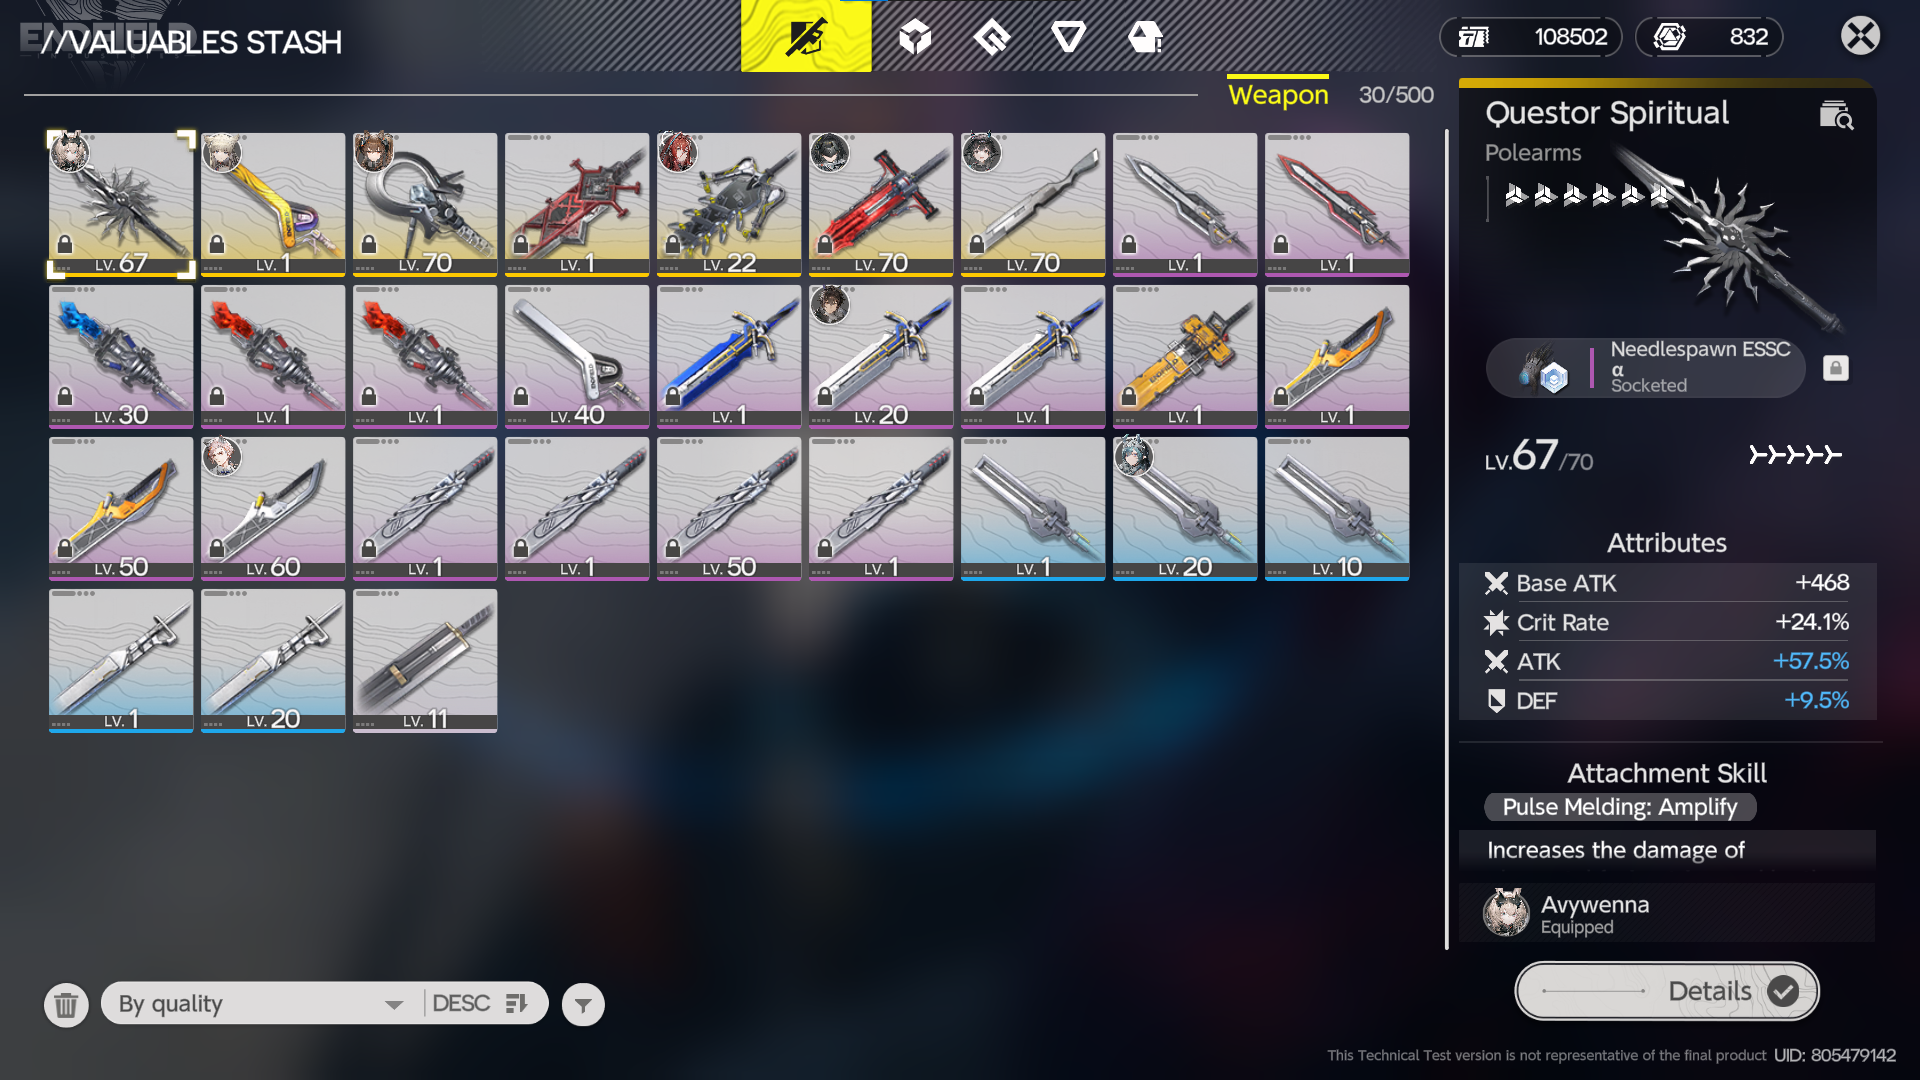 //VALUABLES STASH
108502
832
Weapon
30/500
LV.67
LV.1
LV.70
LV.1
LV.22
LV.70
LV.70
LV.1
LV.1
LV.30
LV.1
LV.1
LV.40
LV.1
LV.20
LV.1
LV.1
LV.1
LV.50
LV.60
LV.1
LV.1
LV.50
LV.1
LV.1
LV.20
LV.10
LV.1
LV.20
LV.11
Questor Spiritual
Polearms
Needlespawn ESSC
α
Socketed
LV.67/70
Attributes
Base ATK +468
Crit Rate +24.1%
ATK +57.5%
DEF +9.5%
Attachment Skill
Pulse Melding: Amplify
Increases the damage of
Avywenna
Equipped
By quality
DESC
Details
This Technical Test version is not representative of the final product UID: 805479142